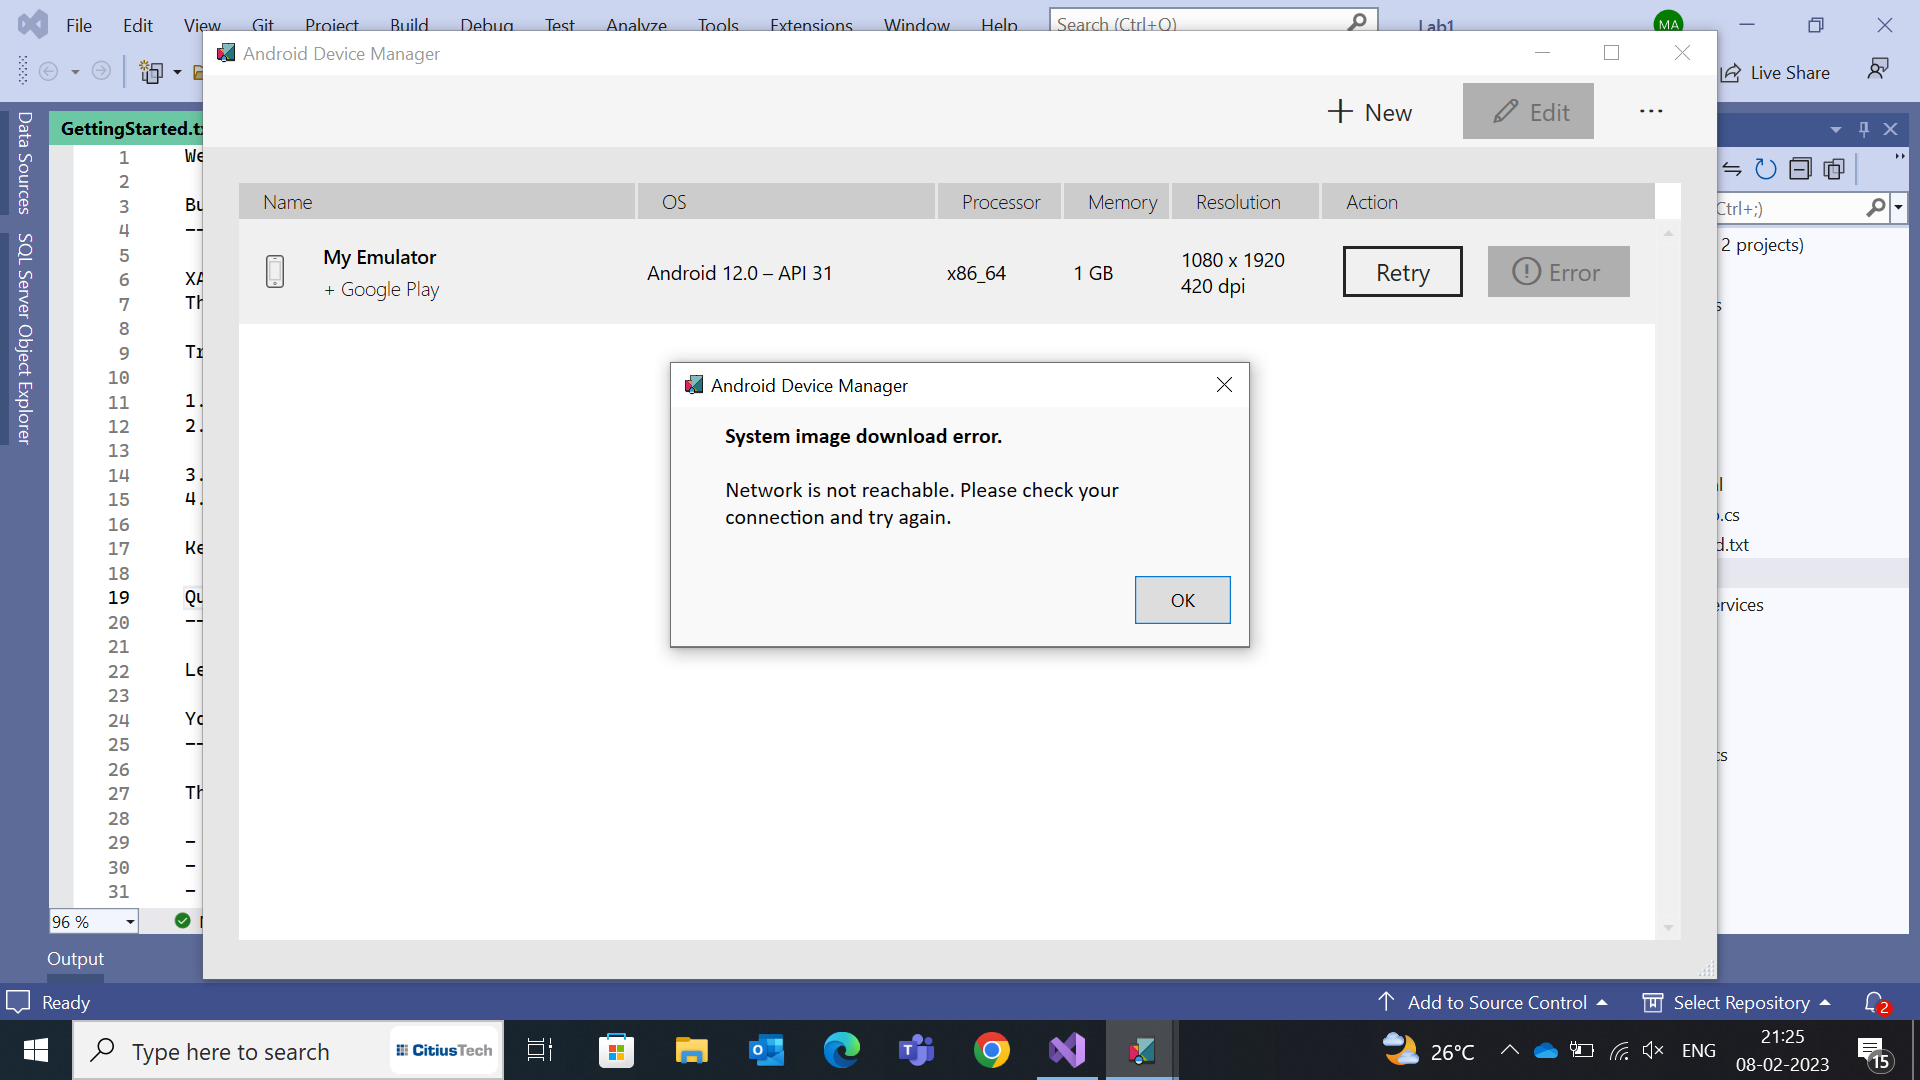 File Edit View Git Project Build Debug Test Analyze Tools Extensions Window Help Search (Ctrl+Q) Lab1 MA
Android Device Manager
Live Share
New Edit ...
GettingStarted.t
Data Sources
SQL Server Object Explorer
Name OS Processor Memory Resolution Action
My Emulator
+ Google Play
Android 12.0 – API 31
x86_64
1 GB
1080 x 1920
420 dpi
Retry
Error
Ctrl+;)
2 projects)
Android Device Manager
System image download error.
Network is not reachable. Please check your
connection and try again.
OK
1 We
2
3 Bu
4 --
5
6 XA
7 Th
8
9 Tr
10
11 1.
12 2.
13
14 3.
15 4.
16
17 Ke
18
19 Qu
20 --
21
22 Le
23
24 Yo
25 --
26
27 Th
28
29 -
30 -
31 -
.cs
d.txt
ervices
cs
96 %
Output
Ready
Add to Source Control
Select Repository
2
Type here to search
CitiusTech
26°C
ENG
21:25
08-02-2023
15